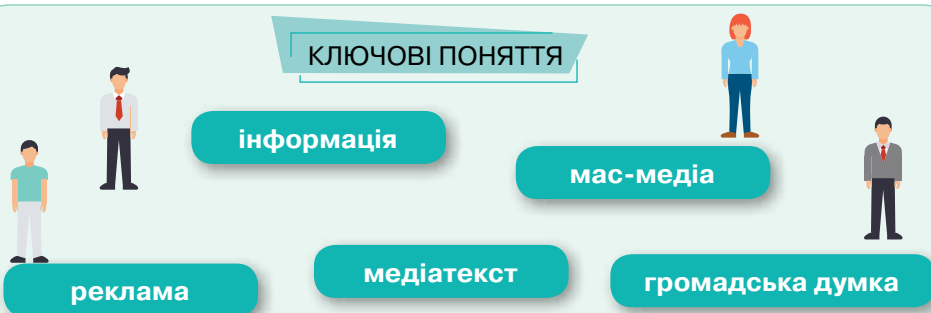 КЛЮЧОВІ ПОНЯТТЯ
інформація
мас-медіа
медіатекст
реклама
громадська думка